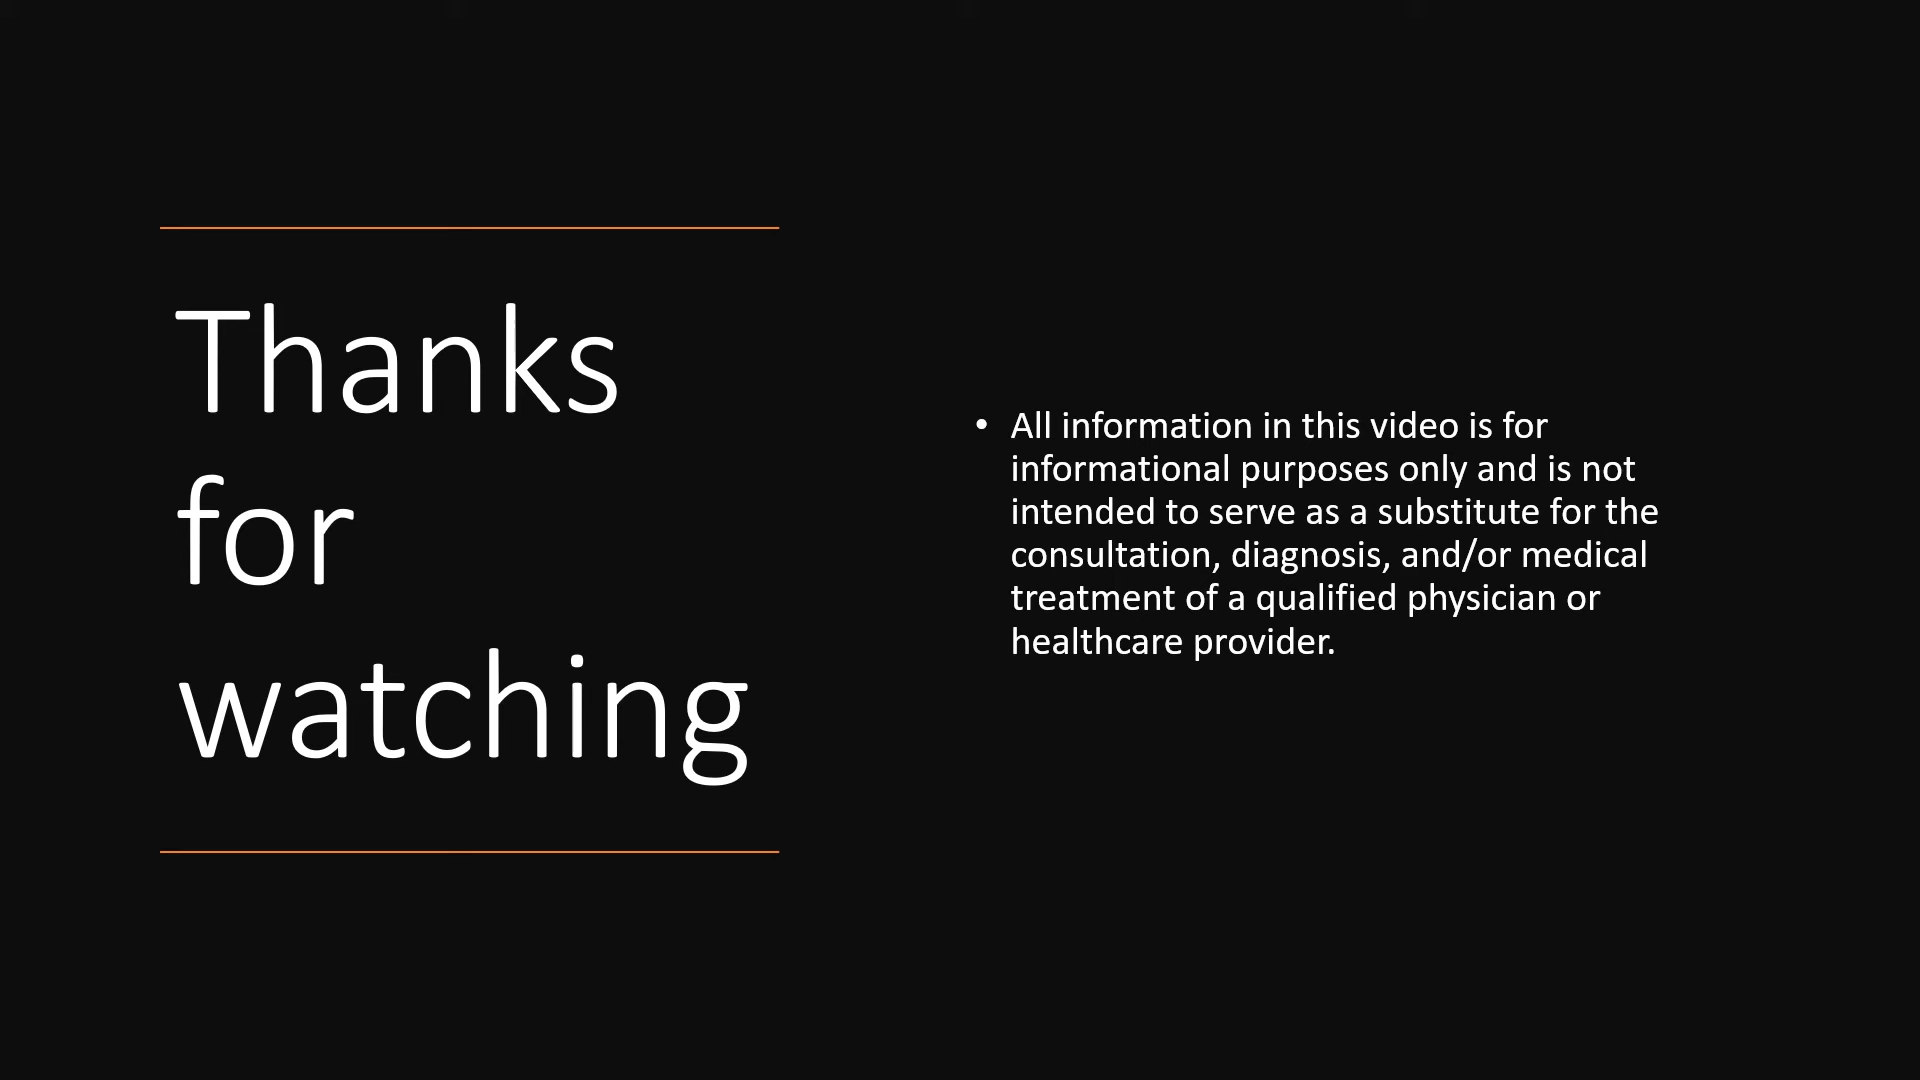 Thanks
for
watching
• All information in this video is for
informational purposes only and is not
intended to serve as a substitute for the
consultation, diagnosis, and/or medical
treatment of a qualified physician or
healthcare provider.